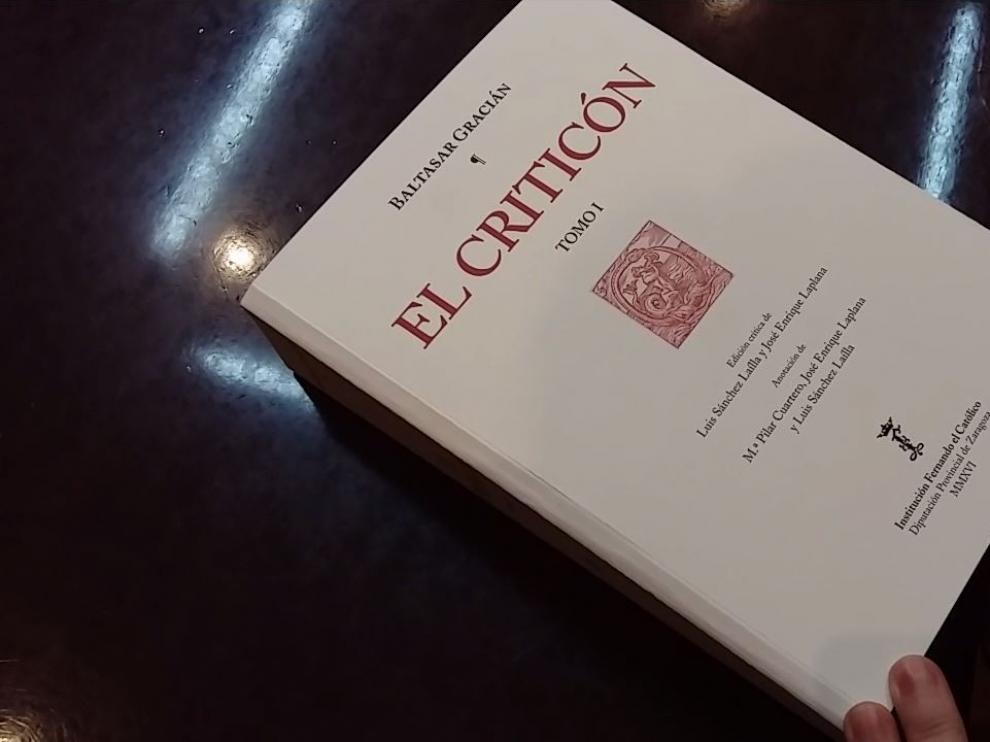 BALTASAR GRACIÁN
¶
EL CRITICÓN
TOMO I
Edición crítica de
Luis Sánchez Laílla y José Enrique Laplana
Anotación de
M.ª Pilar Cuartero, José Enrique Laplana
y Luis Sánchez Laílla
Institución Fernando el Católico
Diputación Provincial de Zaragoza
MMXVI